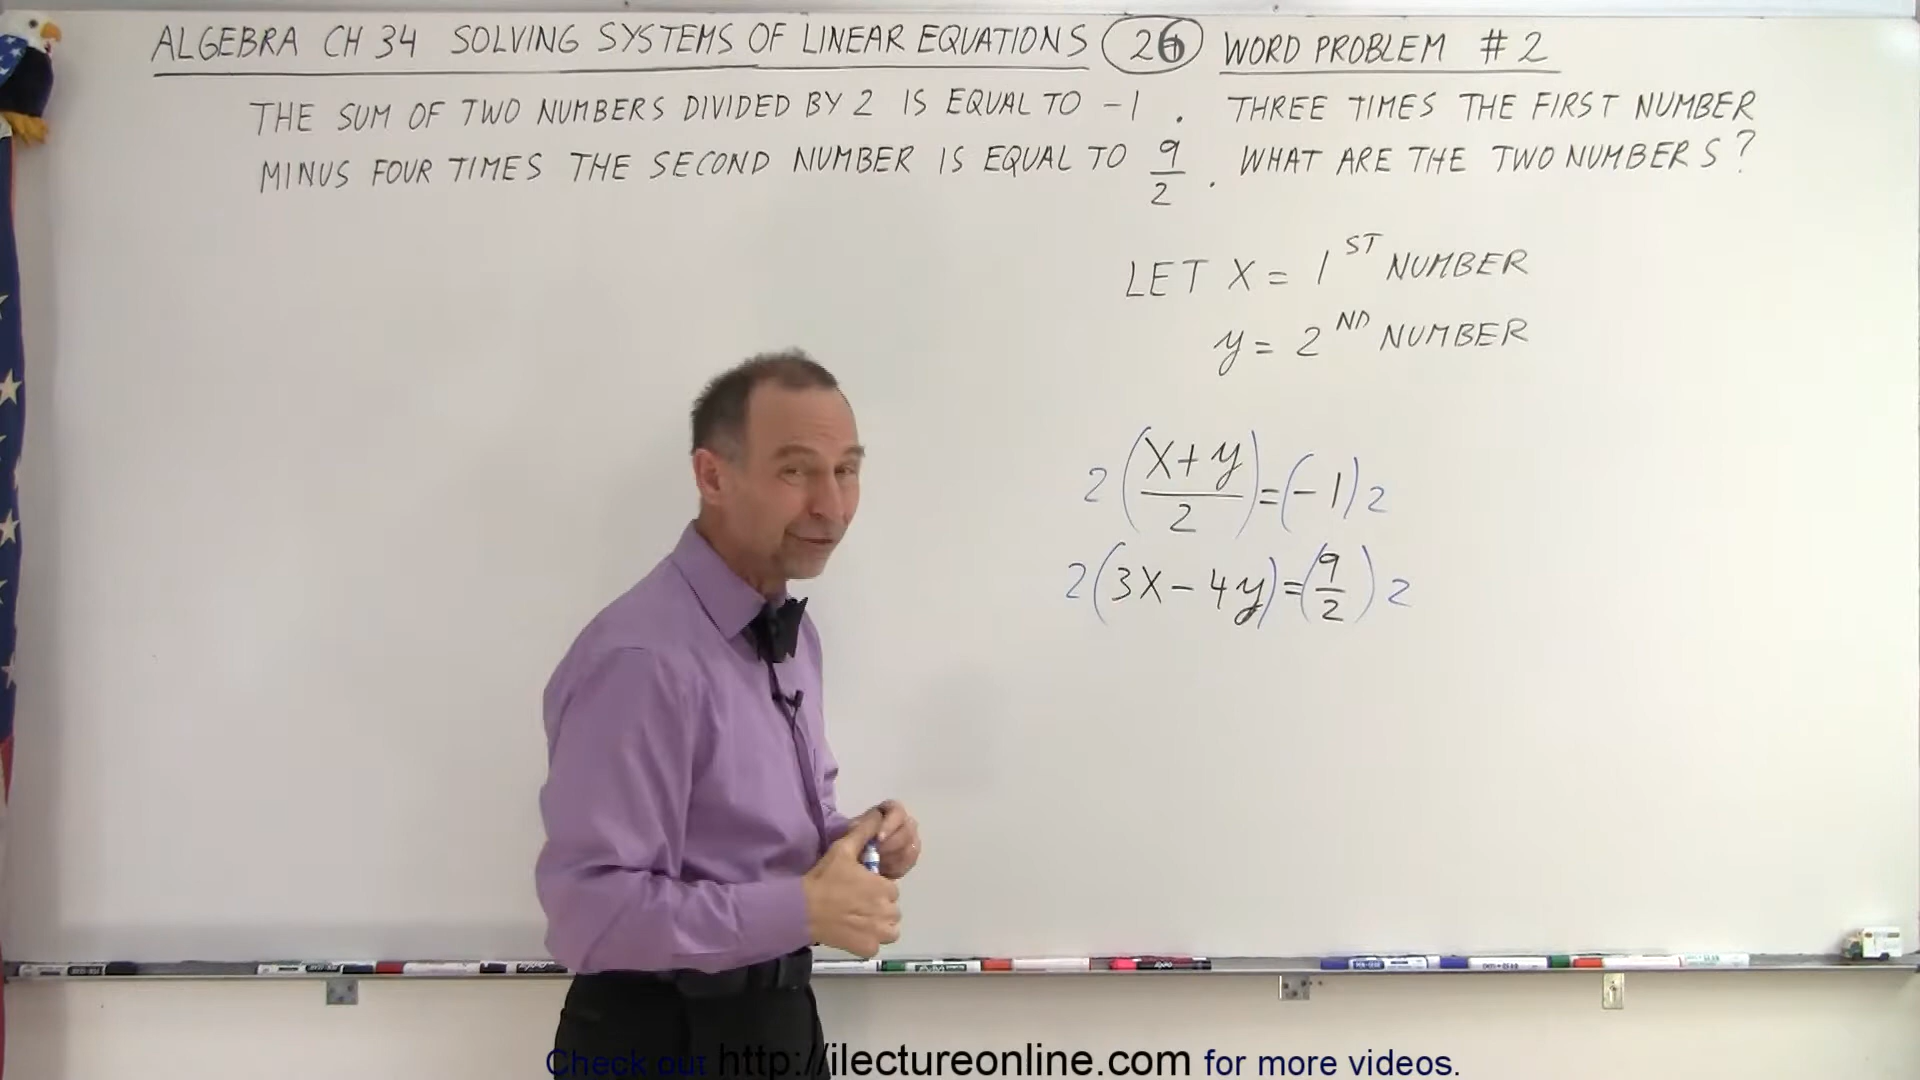 ALGEBRA CH 34 SOLVING SYSTEMS OF LINEAR EQUATIONS 26 WORD PROBLEM # 2
THE SUM OF TWO NUMBERS DIVIDED BY 2 IS EQUAL TO -1 . THREE TIMES THE FIRST NUMBER
MINUS FOUR TIMES THE SECOND NUMBER IS EQUAL TO 9/2 . WHAT ARE THE TWO NUMBERS?
LET X = 1ST NUMBER
y = 2ND NUMBER
2((X+y)/2)=(-1)2
2(3X-4y)=(9/2)2
Check out http://ilectureonline.com for more videos.